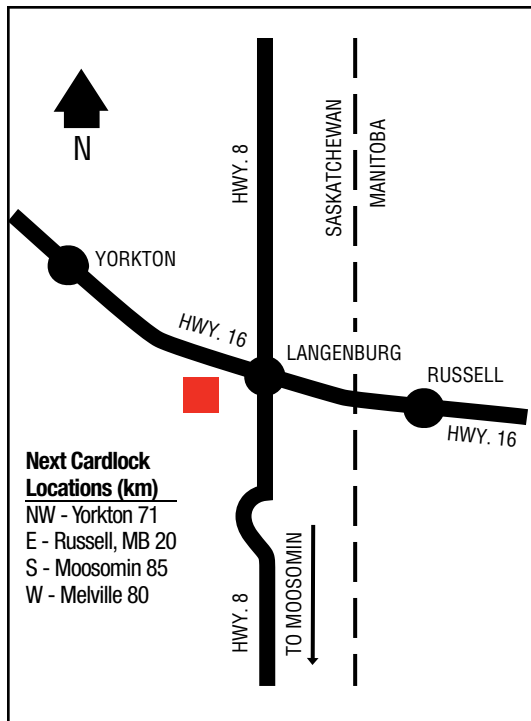 HWY. 8
SASKATCHEWAN
MANITOBA
N
YORKTON
HWY. 16
LANGENBURG
RUSSELL
HWY. 16
Next Cardlock
Locations (km)
NW - Yorkton 71
E - Russell, MB 20
S - Moosomin 85
W - Melville 80
HWY. 8
TO MOOSOMIN